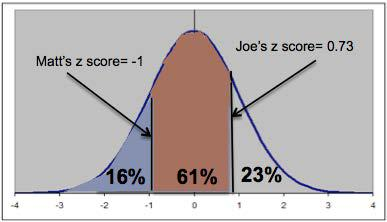 Joe's z score= 0.73
Matt's z score= -1
16% 61% 23%
-4 -3 -2 -1 0 1 2 3 4